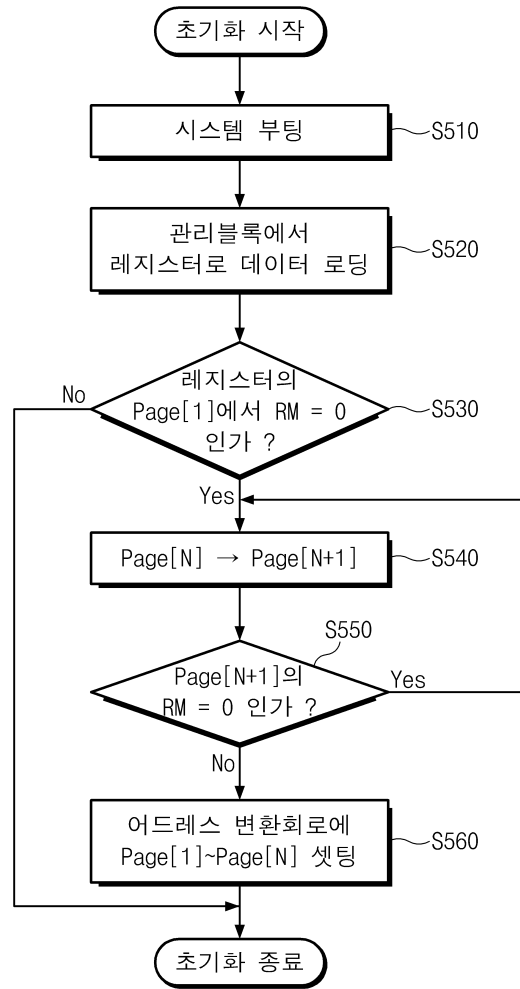 초기화 시작
시스템 부팅
S510
관리블록에서
레지스터로 데이터 로딩
S520
레지스터의
Page[1]에서 RM = 0
인가 ?
S530
No
Yes
Page[N] → Page[N+1]
S540
S550
Page[N+1]의
RM = 0 인가 ?
Yes
No
어드레스 변환회로에
Page[1]~Page[N] 셋팅
S560
초기화 종료